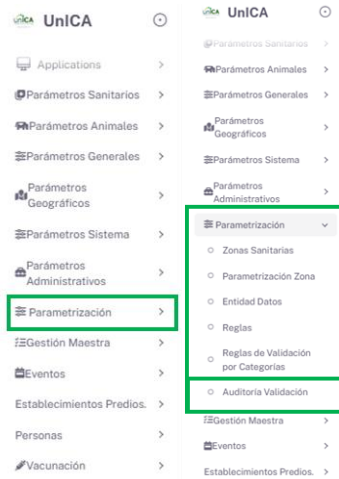 UnICA
Applications
Parámetros Sanitarios
Parámetros Animales
Parámetros Generales
Parámetros
Geográficos
Parámetros Sistema
Parámetros
Administrativos
Parametrización
Gestión Maestra
Eventos
Establecimientos Predios.
Personas
Vacunación
UnICA
Parámetros Sanitarios
Parámetros Animales
Parámetros Generales
Parámetros
Geográficos
Parámetros Sistema
Parámetros
Administrativos
Parametrización
Zonas Sanitarias
Parametrización Zona
Entidad Datos
Reglas
Reglas de Validación
por Categorías
Auditoría Validación
Gestión Maestra
Eventos
Establecimientos Predios.